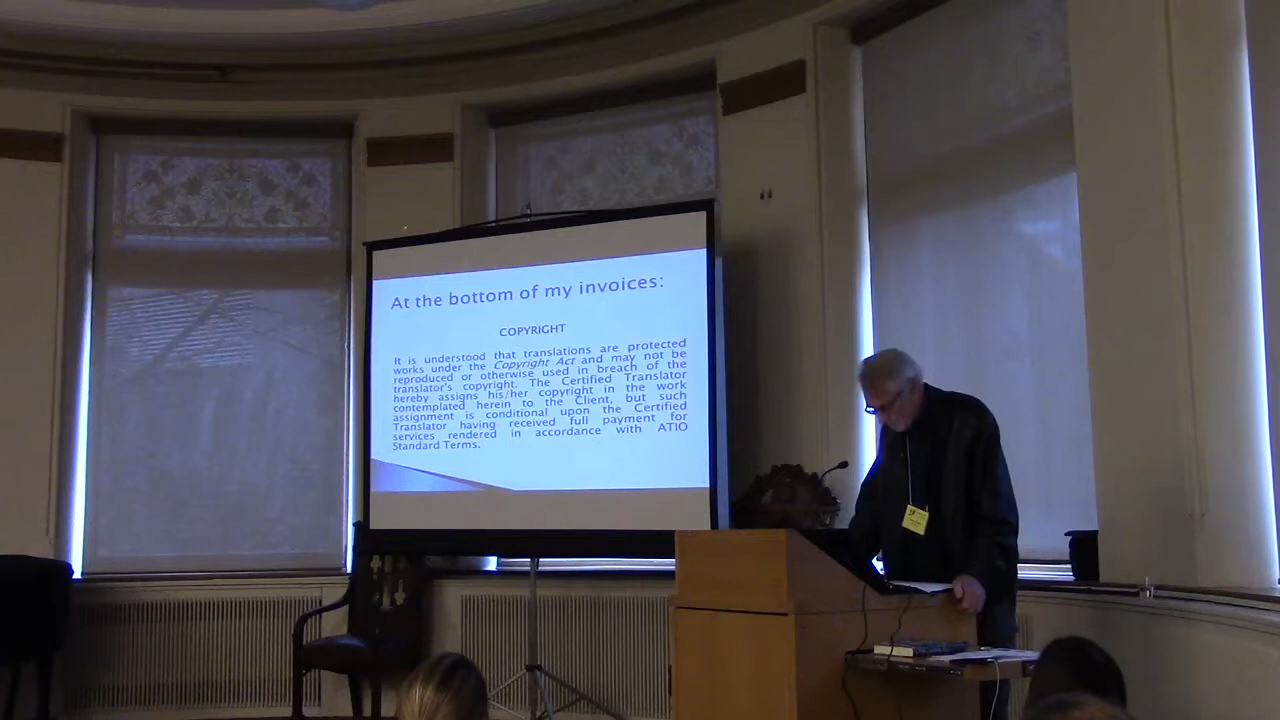 At the bottom of my invoices:
COPYRIGHT
It is understood that translations are protected
works under the Copyright Act and may not be
reproduced or otherwise used in breach of the
translator's copyright. The Certified Translator
hereby assigns his/her copyright in the work
contemplated herein to the Client, but such
assignment is conditional upon the Certified
Translator having received full payment for
services rendered in accordance with ATIO
Standard Terms.